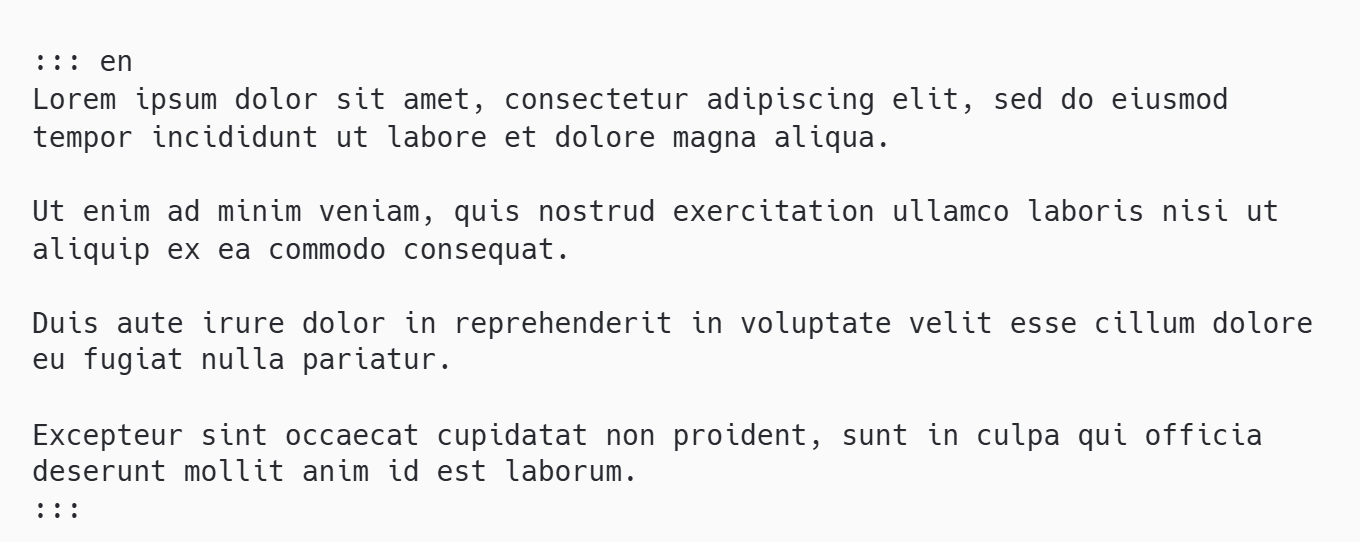 ::: en
Lorem ipsum dolor sit amet, consectetur adipiscing elit, sed do eiusmod
tempor incididunt ut labore et dolore magna aliqua.

Ut enim ad minim veniam, quis nostrud exercitation ullamco laboris nisi ut
aliquip ex ea commodo consequat.

Duis aute irure dolor in reprehenderit in voluptate velit esse cillum dolore
eu fugiat nulla pariatur.

Excepteur sint occaecat cupidatat non proident, sunt in culpa qui officia
deserunt mollit anim id est laborum.
:::